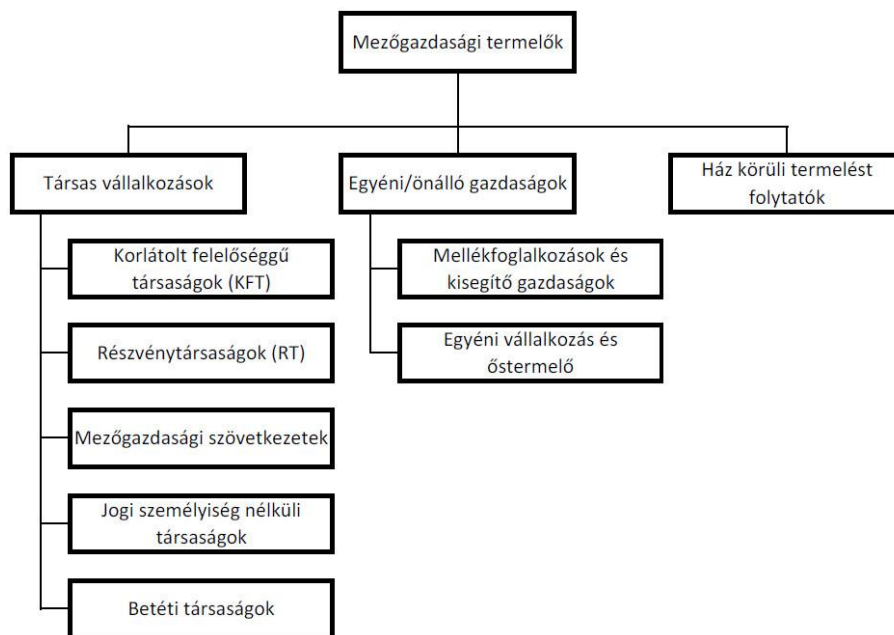 Mezőgazdasági termelők
Társas vállalkozások
Egyéni/önálló gazdaságok
Ház körüli termelést
folytatók
Korlátolt felelőséggű
társaságok (KFT)
Mellékfoglalkozások és
kisegítő gazdaságok
Részvénytársaságok (RT)
Egyéni vállalkozás és
őstermelő
Mezőgazdasági szövetkezetek
Jogi személyiség nélküli
társaságok
Betéti társaságok